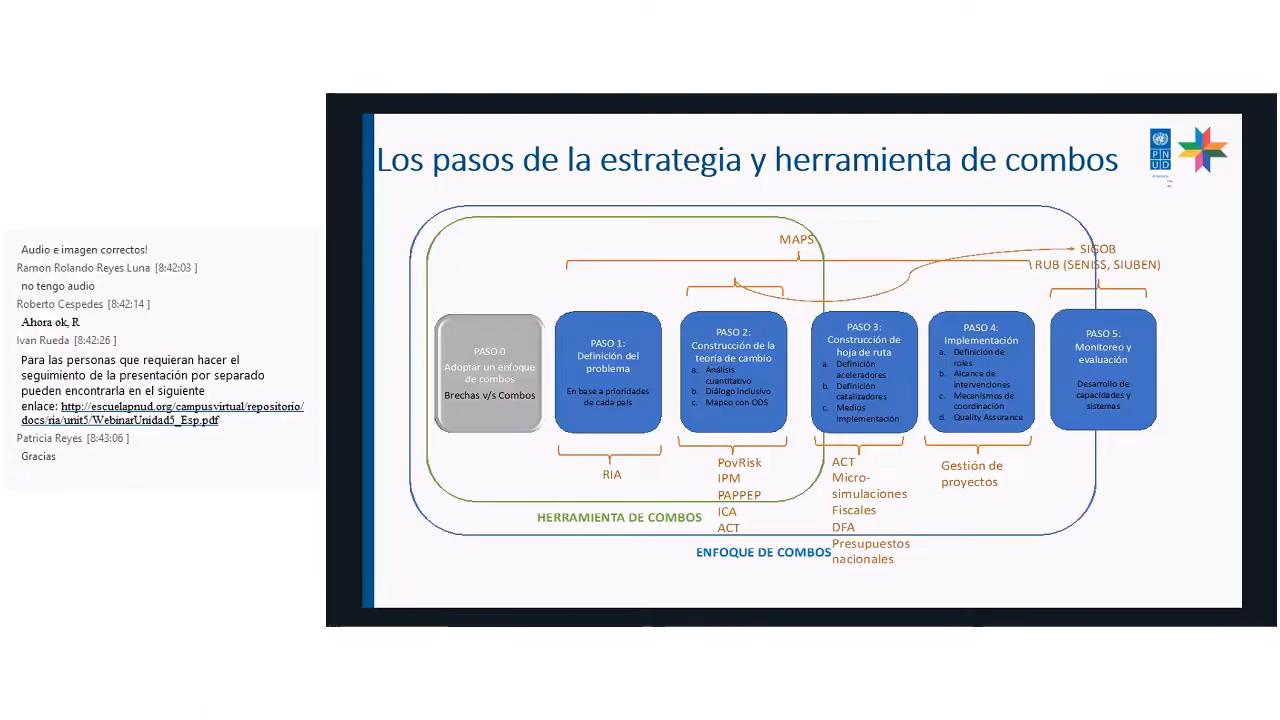 Audio e imagen correctos!
Ramon Rolando Reyes Luna [8:42:03 ]
no tengo audio
Roberto Cespedes [8:42:14 ]
Ahora ok, R
Ivan Rueda [8:42:26 ]
Para las personas que requieran hacer el
seguimiento de la presentación por separado
pueden encontrarla en el siguiente
enlace: http://escuelapnud.org/campusvirtual/repositorio/
docs/ria/unit5/WebinarUnidad5_Esp.pdf
Patricia Reyes [8:43:06 ]
Gracias
Los pasos de la estrategia y herramienta de combos
P N
U D
MAPS
SIGOB
RUB (SENISS, SIUBEN)
PASO 0
Adoptar un enfoque
de combos
Brechas v/s Combos
PASO 1:
Definición del
problema
En base a prioridades
de cada país
PASO 2:
Construcción de la
teoría de cambio
a. Análisis
cuantitativo
b. Diálogo inclusivo
c. Mapeo con ODS
PASO 3:
Construcción de
hoja de ruta
a. Definición
aceleradores
b. Definición
catalizadores
c. Medios
implementación
PASO 4:
Implementación
a. Definición de
roles
b. Alcance de
intervenciones
c. Mecanismos de
coordinación
d. Quality Assurance
PASO 5:
Monitoreo y
evaluación
Desarrollo de
capacidades y
sistemas
RIA
PovRisk
IPM
PAPPEP
ICA
ACT
ACT
Micro-
simulaciones
Fiscales
DFA
Presupuestos
nacionales
Gestión de
proyectos
HERRAMIENTA DE COMBOS
ENFOQUE DE COMBOS